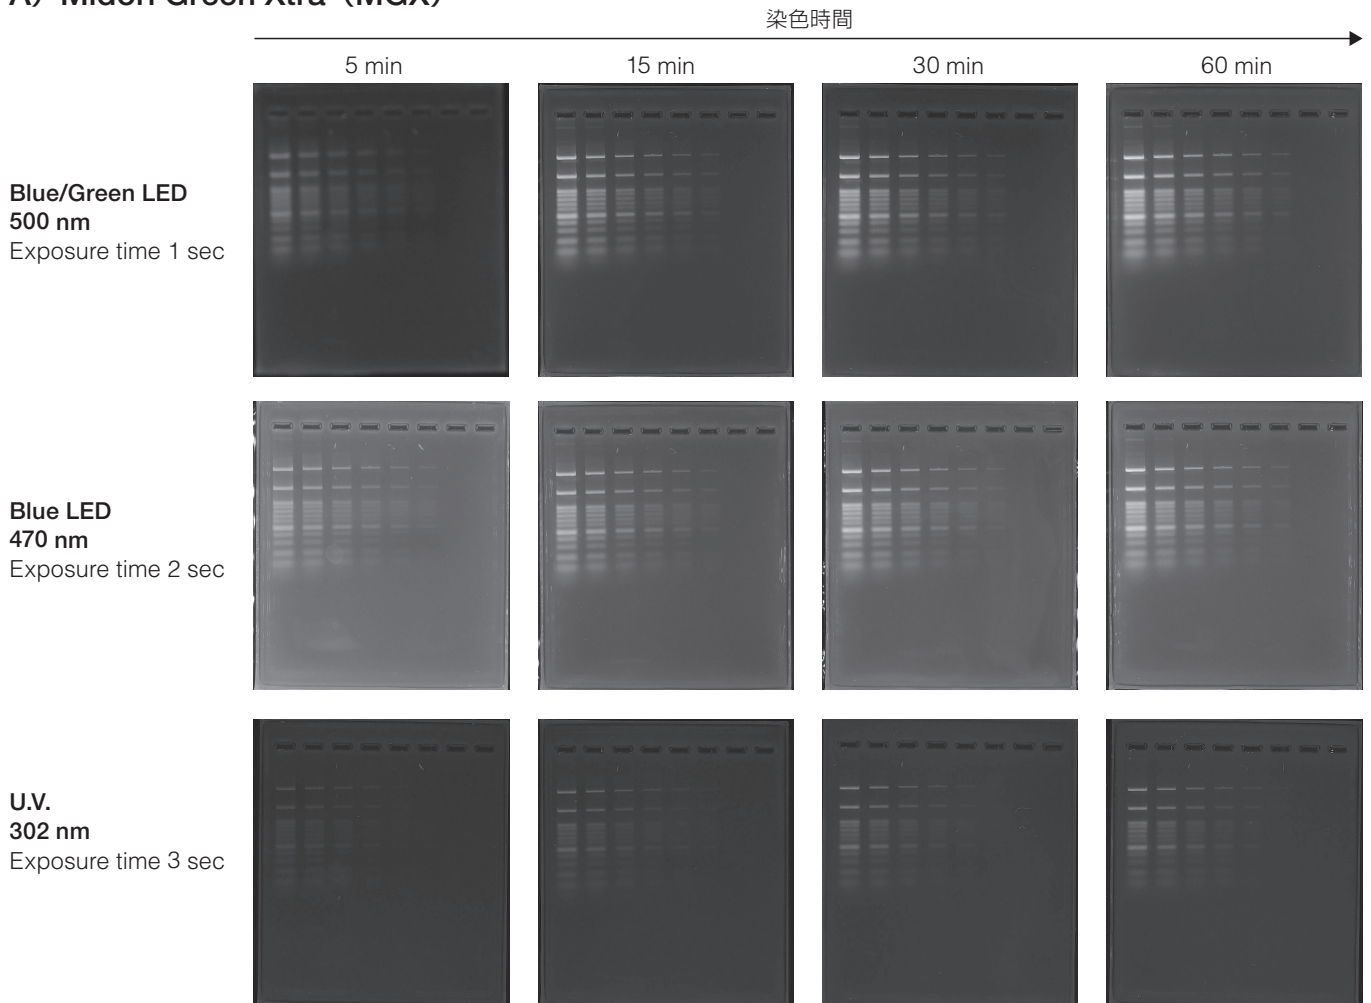 A) Midori Green Xtra (MGX)
染色時間
5 min
15 min
30 min
60 min
Blue/Green LED
500 nm
Exposure time 1 sec
Blue LED
470 nm
Exposure time 2 sec
U.V.
302 nm
Exposure time 3 sec